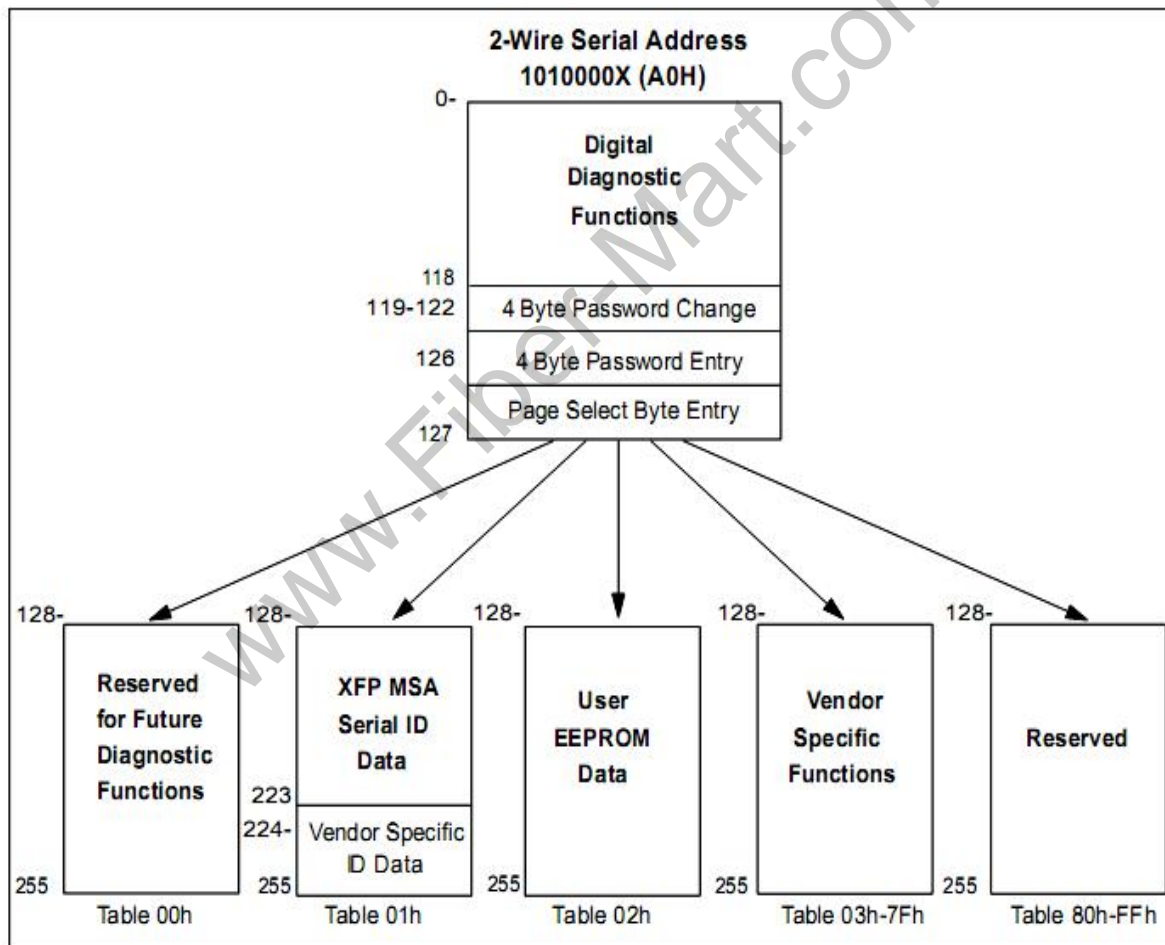 2-Wire Serial Address
1010000X (A0H)
0-
Digital
Diagnostic
Functions
118
119-122
4 Byte Password Change
126
4 Byte Password Entry
Page Select Byte Entry
127
www.Fiber-Mart.com
128-
Reserved
for Future
Diagnostic
Functions
255
Table 00h
128-
XFP MSA
Serial ID
Data
223
224-
Vendor Specific
ID Data
255
Table 01h
128-
User
EEPROM
Data
255
Table 02h
128-
Vendor
Specific
Functions
255
Table 03h-7Fh
128-
Reserved
255
Table 80h-FFh